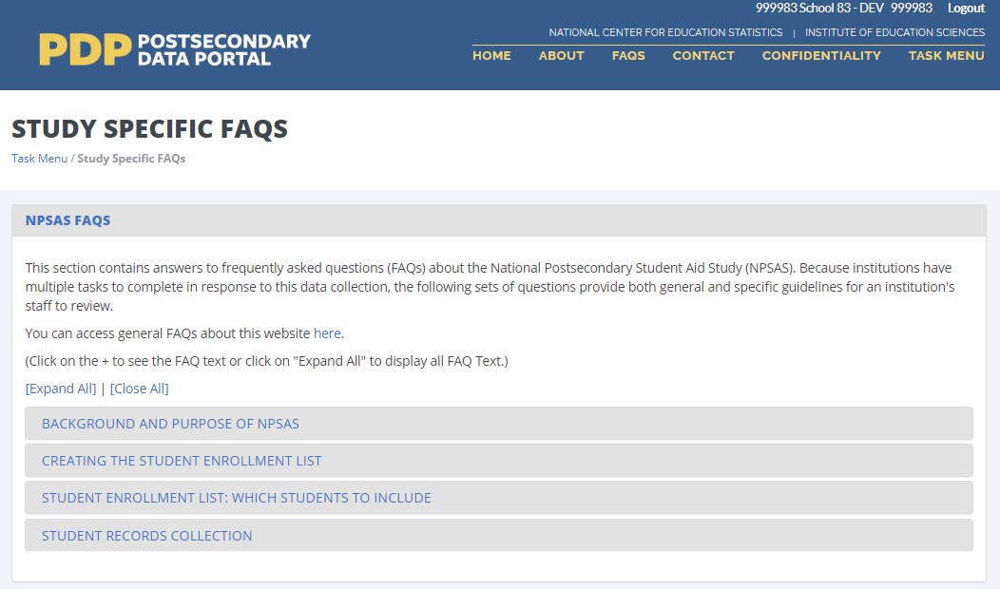 999983 School 83 - DEV 999983 Logout
NATIONAL CENTER FOR EDUCATION STATISTICS | INSTITUTE OF EDUCATION SCIENCES
PDP POSTSECONDARY
DATA PORTAL
HOME ABOUT FAQS CONTACT CONFIDENTIALITY TASK MENU
STUDY SPECIFIC FAQS
Task Menu / Study Specific FAQs
NPSAS FAQS
This section contains answers to frequently asked questions (FAQs) about the National Postsecondary Student Aid Study (NPSAS). Because institutions have
multiple tasks to complete in response to this data collection, the following sets of questions provide both general and specific guidelines for an institution's
staff to review.
You can access general FAQs about this website here.
(Click on the + to see the FAQ text or click on "Expand All" to display all FAQ Text.)
[Expand All] | [Close All]
BACKGROUND AND PURPOSE OF NPSAS
CREATING THE STUDENT ENROLLMENT LIST
STUDENT ENROLLMENT LIST: WHICH STUDENTS TO INCLUDE
STUDENT RECORDS COLLECTION